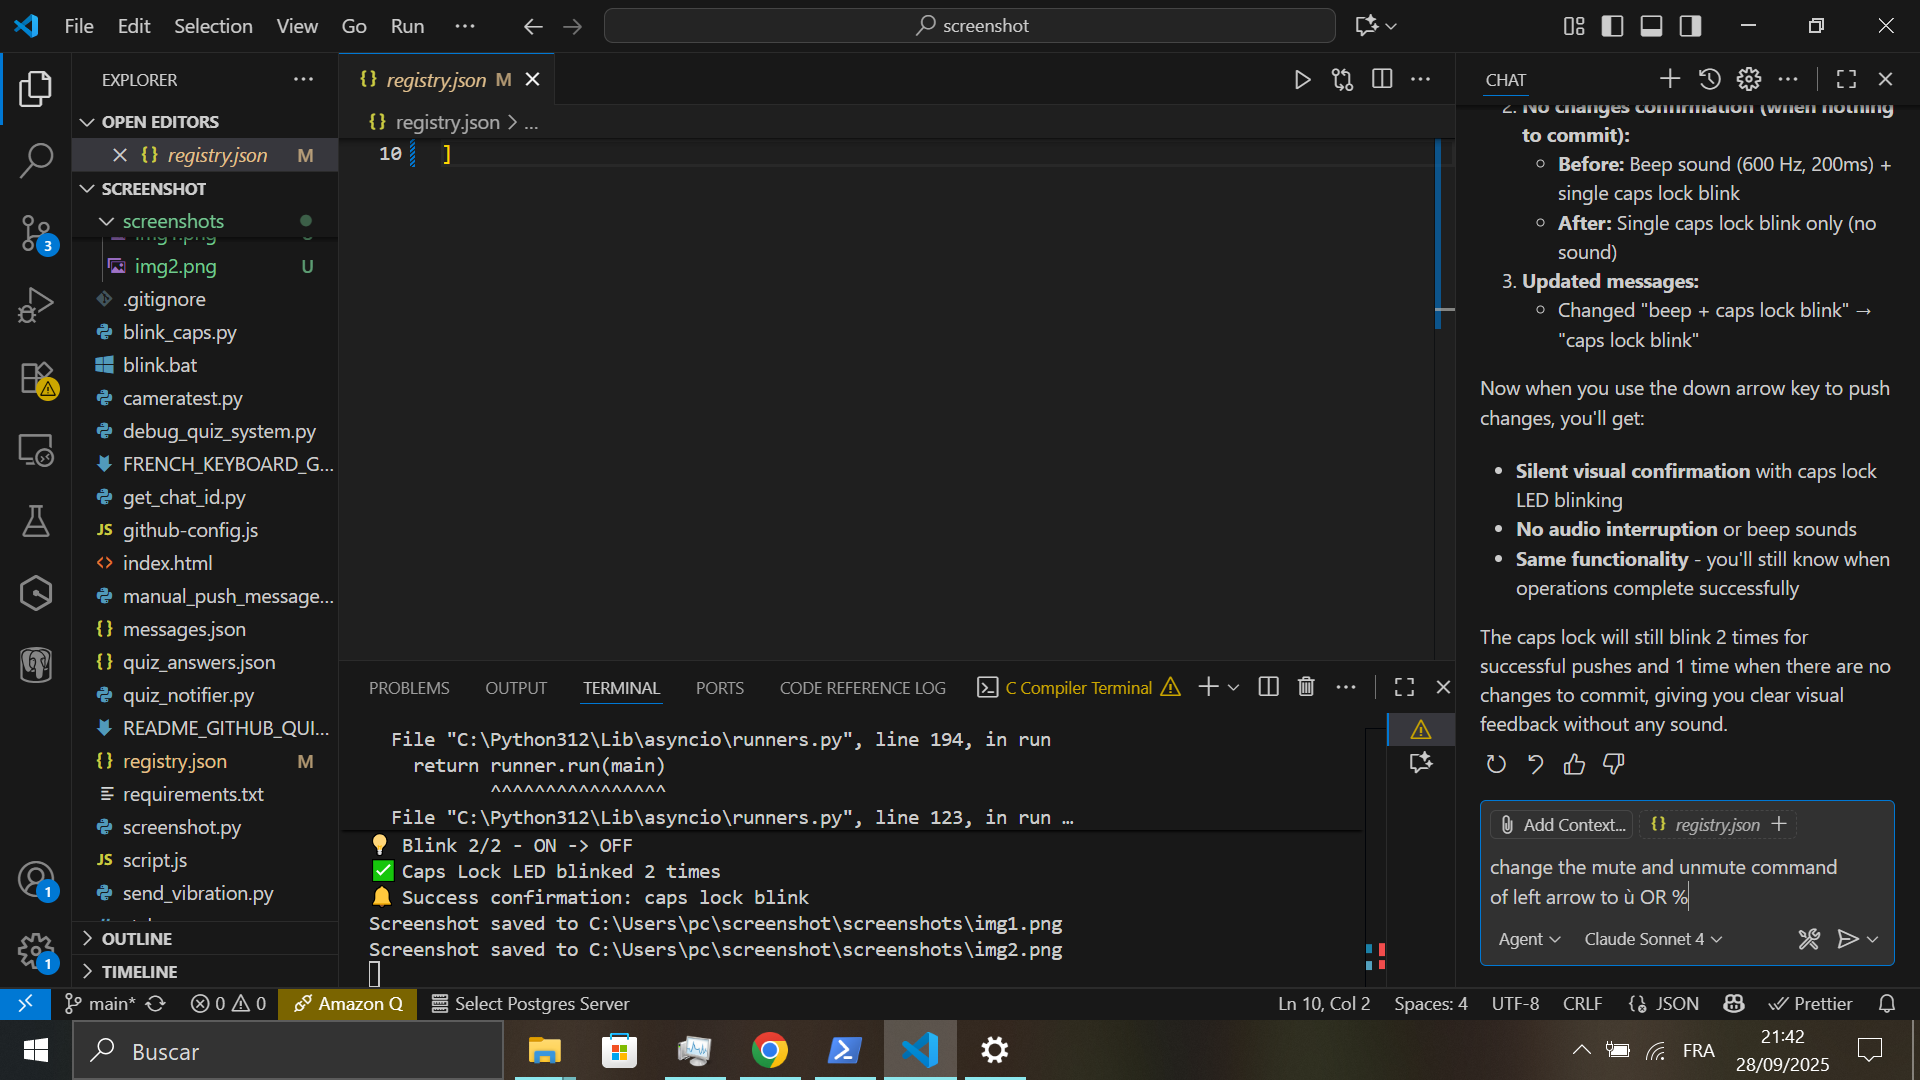 File Edit Selection View Go Run ··· screenshot
EXPLORER
OPEN EDITORS
registry.json M
SCREENSHOT
screenshots
img1.png U
img2.png U
.gitignore
blink_caps.py
blink.bat
cameratest.py
debug_quiz_system.py
FRENCH_KEYBOARD_G...
get_chat_id.py
JS github-config.js
index.html
manual_push_message...
{} messages.json
{} quiz_answers.json
quiz_notifier.py
README_GITHUB_QUI...
{} registry.json M
requirements.txt
screenshot.py
JS script.js
send_vibration.py
OUTLINE
TIMELINE
3
1
1
{} registry.json M
{} registry.json > ...
10 ]
PROBLEMS OUTPUT TERMINAL PORTS CODE REFERENCE LOG C Compiler Terminal
File "C:\Python312\Lib\asyncio\runners.py", line 194, in run
return runner.run(main)
^^^^^^^^^^^^^^^^
File "C:\Python312\Lib\asyncio\runners.py", line 123, in run …
💡 Blink 2/2 - ON -> OFF
✅ Caps Lock LED blinked 2 times
🔔 Success confirmation: caps lock blink
Screenshot saved to C:\Users\pc\screenshot\screenshots\img1.png
Screenshot saved to C:\Users\pc\screenshot\screenshots\img2.png
CHAT
2. No changes confirmation (when nothing
to commit):
Before: Beep sound (600 Hz, 200ms) +
single caps lock blink
After: Single caps lock blink only (no
sound)
3. Updated messages:
Changed "beep + caps lock blink" →
"caps lock blink"
Now when you use the down arrow key to push
changes, you'll get:
• Silent visual confirmation with caps lock
LED blinking
• No audio interruption or beep sounds
• Same functionality - you'll still know when
operations complete successfully
The caps lock will still blink 2 times for
successful pushes and 1 time when there are no
changes to commit, giving you clear visual
feedback without any sound.
Add Context... {} registry.json +
change the mute and unmute command
of left arrow to ù OR %
Agent Claude Sonnet 4
main* 0 0 Amazon Q Select Postgres Server Ln 10, Col 2 Spaces: 4 UTF-8 CRLF {} JSON Prettier
Buscar FRA 21:42
28/09/2025